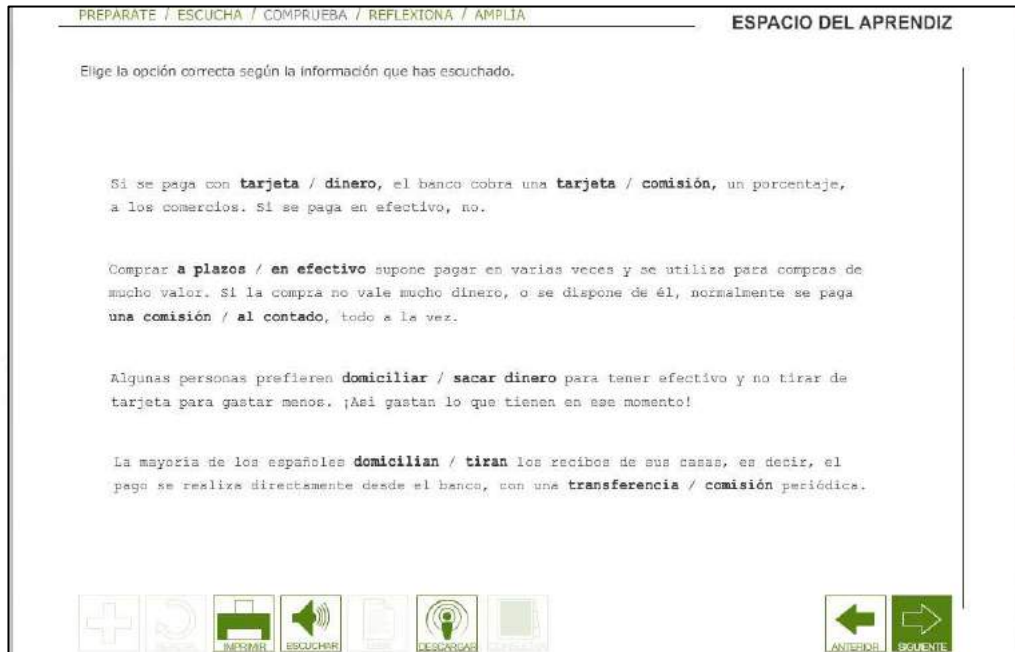 PREPÁRATE / ESCUCHA / COMPRUEBA / REFLEXIONA / AMPLÍA
ESPACIO DEL APRENDIZ
Elige la opción correcta según la información que has escuchado.
Si se paga con tarjeta / dinero, el banco cobra una tarjeta / comisión, un porcentaje,
a los comercios. Si se paga en efectivo, no.
Comprar a plazos / en efectivo supone pagar en varias veces y se utiliza para compras de
mucho valor. Si la compra no vale mucho dinero, o se dispone de él, normalmente se paga
una comisión / al contado, todo a la vez.
Algunas personas prefieren domiciliar / sacar dinero para tener efectivo y no tirar de
tarjeta para gastar menos. ¡Así gastan lo que tienen en ese momento!
La mayoría de los españoles domicilian / tiran los recibos de sus casas, es decir, el
pago se realiza directamente desde el banco, con una transferencia / comisión periódica.
IMPRIMIR ESCUCHAR DESCARGAR ANTERIOR SIGUIENTE